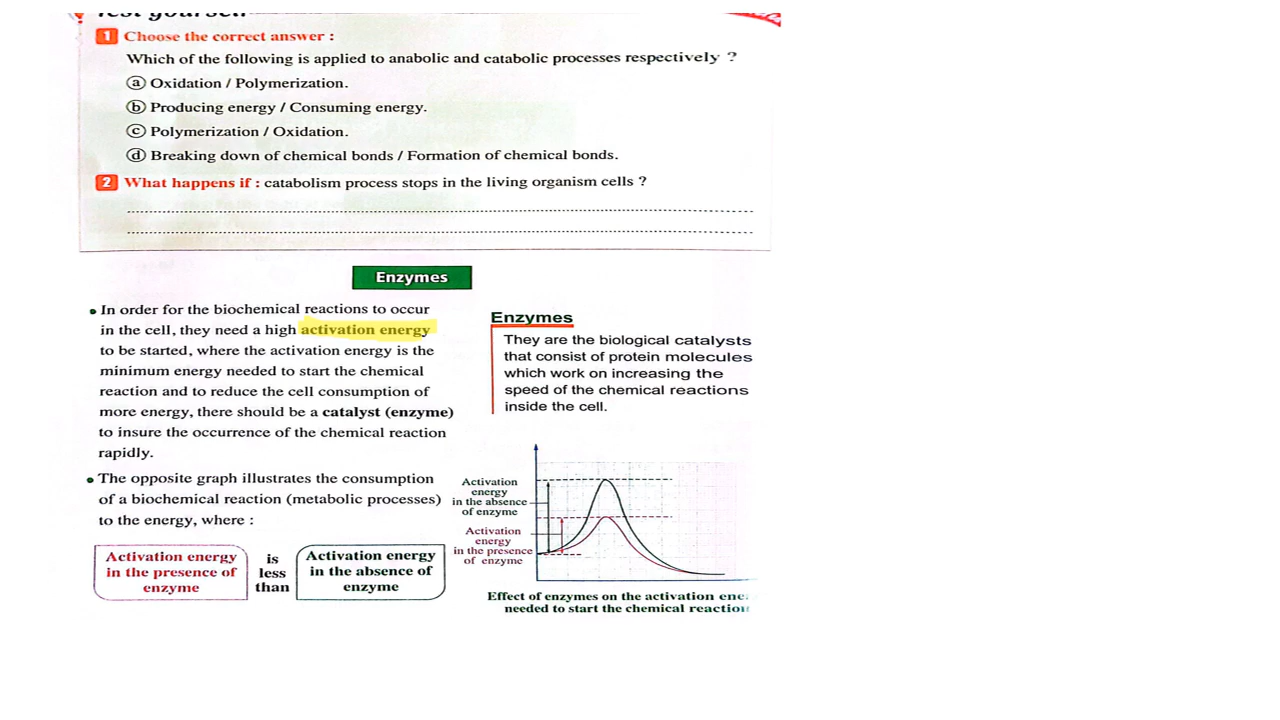 Test yourself
1 Choose the correct answer :
Which of the following is applied to anabolic and catabolic processes respectively ?
ⓐ Oxidation / Polymerization.
ⓑ Producing energy / Consuming energy.
ⓒ Polymerization / Oxidation.
ⓓ Breaking down of chemical bonds / Formation of chemical bonds.
2 What happens if : catabolism process stops in the living organism cells ?
Enzymes
• In order for the biochemical reactions to occur
in the cell, they need a high activation energy
to be started, where the activation energy is the
minimum energy needed to start the chemical
reaction and to reduce the cell consumption of
more energy, there should be a catalyst (enzyme)
to insure the occurrence of the chemical reaction
rapidly.
Enzymes
They are the biological catalysts
that consist of protein molecules
which work on increasing the
speed of the chemical reactions
inside the cell.
• The opposite graph illustrates the consumption
of a biochemical reaction (metabolic processes)
to the energy, where :
Activation energy
in the presence of
enzyme
is
less
than
Activation energy
in the absence of
enzyme
Activation
energy
in the absence
of enzyme
Activation
energy
in the presence
of enzyme
Effect of enzymes on the activation ene
needed to start the chemical reaction